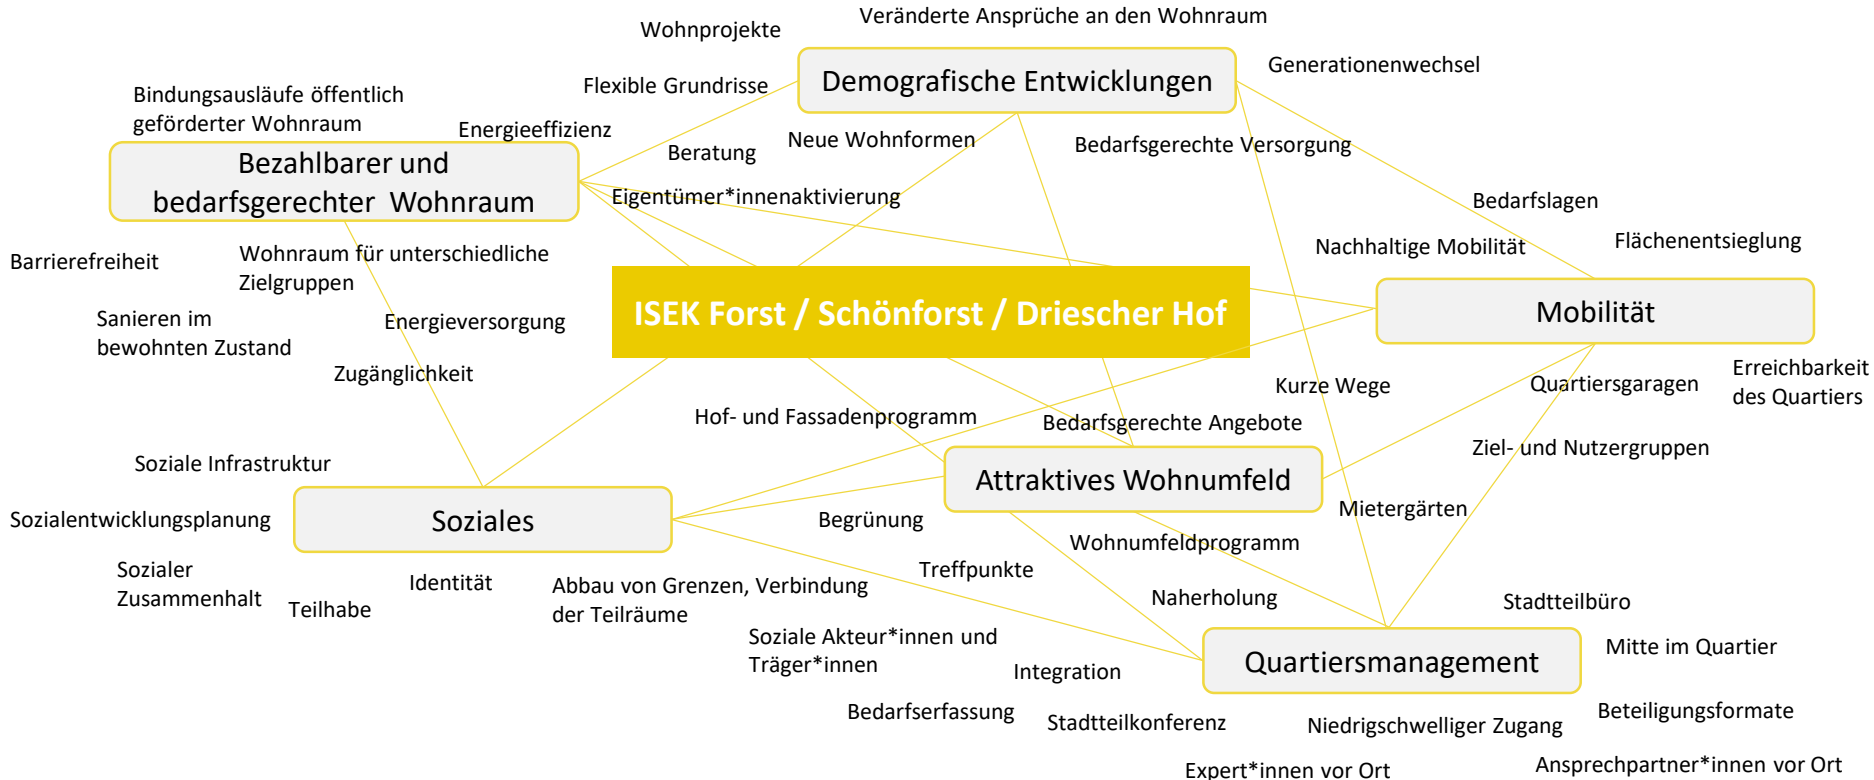 Veränderte Ansprüche an den Wohnraum
Wohnprojekte
Generationenwechsel
Demografische Entwicklungen
Flexible Grundrisse
Bindungsausläufe öffentlich
geförderter Wohnraum
Energieeffizienz
Neue Wohnformen
Bedarfsgerechte Versorgung
Beratung
Bezahlbarer und
bedarfsgerechter Wohnraum
Eigentümer*innenaktivierung
Bedarfslagen
Nachhaltige Mobilität
Flächenentsieglung
Barrierefreiheit
Wohnraum für unterschiedliche
Zielgruppen
ISEK Forst / Schönforst / Driescher Hof
Mobilität
Sanieren im
bewohnten Zustand
Energieversorgung
Zugänglichkeit
Kurze Wege
Quartiersgaragen
Erreichbarkeit
des Quartiers
Hof- und Fassadenprogramm
Bedarfsgerechte Angebote
Ziel- und Nutzergruppen
Soziale Infrastruktur
Attraktives Wohnumfeld
Sozialentwicklungsplanung
Soziales
Begrünung
Mietergärten
Wohnumfeldprogramm
Sozialer
Zusammenhalt
Identität
Teilhabe
Abbau von Grenzen, Verbindung
der Teilräume
Treffpunkte
Naherholung
Stadtteilbüro
Soziale Akteur*innen und
Träger*innen
Integration
Quartiersmanagement
Mitte im Quartier
Bedarfserfassung
Stadtteilkonferenz
Niedrigschwelliger Zugang
Beteiligungsformate
Expert*innen vor Ort
Ansprechpartner*innen vor Ort